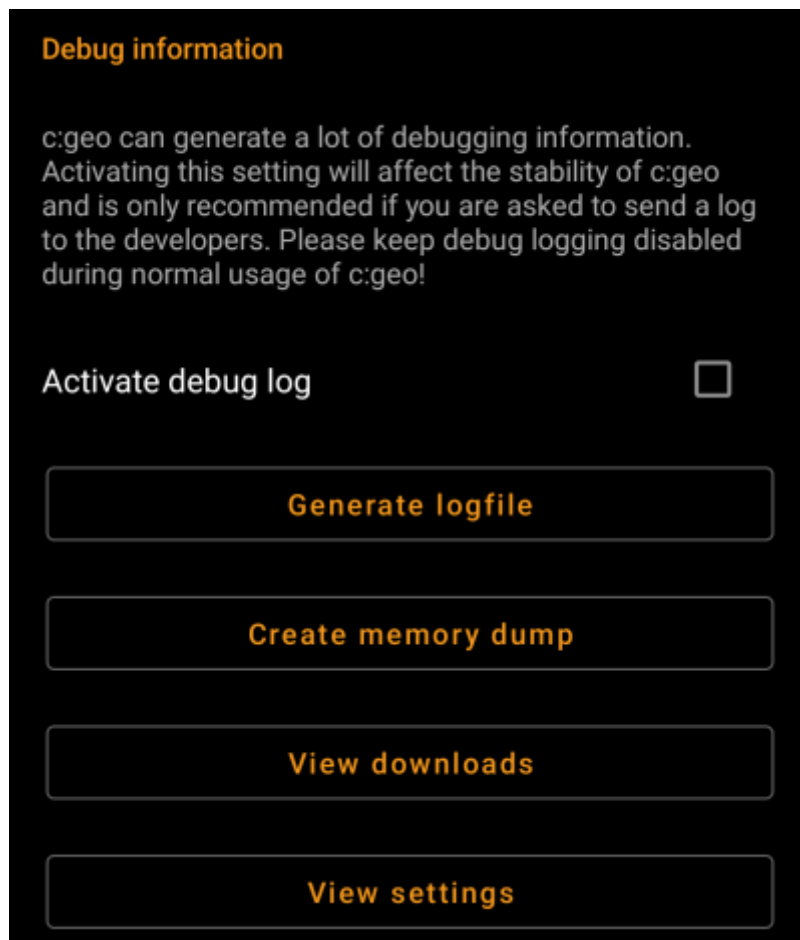 Debug information
c:geo can generate a lot of debugging information.
Activating this setting will affect the stability of c:geo
and is only recommended if you are asked to send a log
to the developers. Please keep debug logging disabled
during normal usage of c:geo!
Activate debug log
Generate logfile
Create memory dump
View downloads
View settings